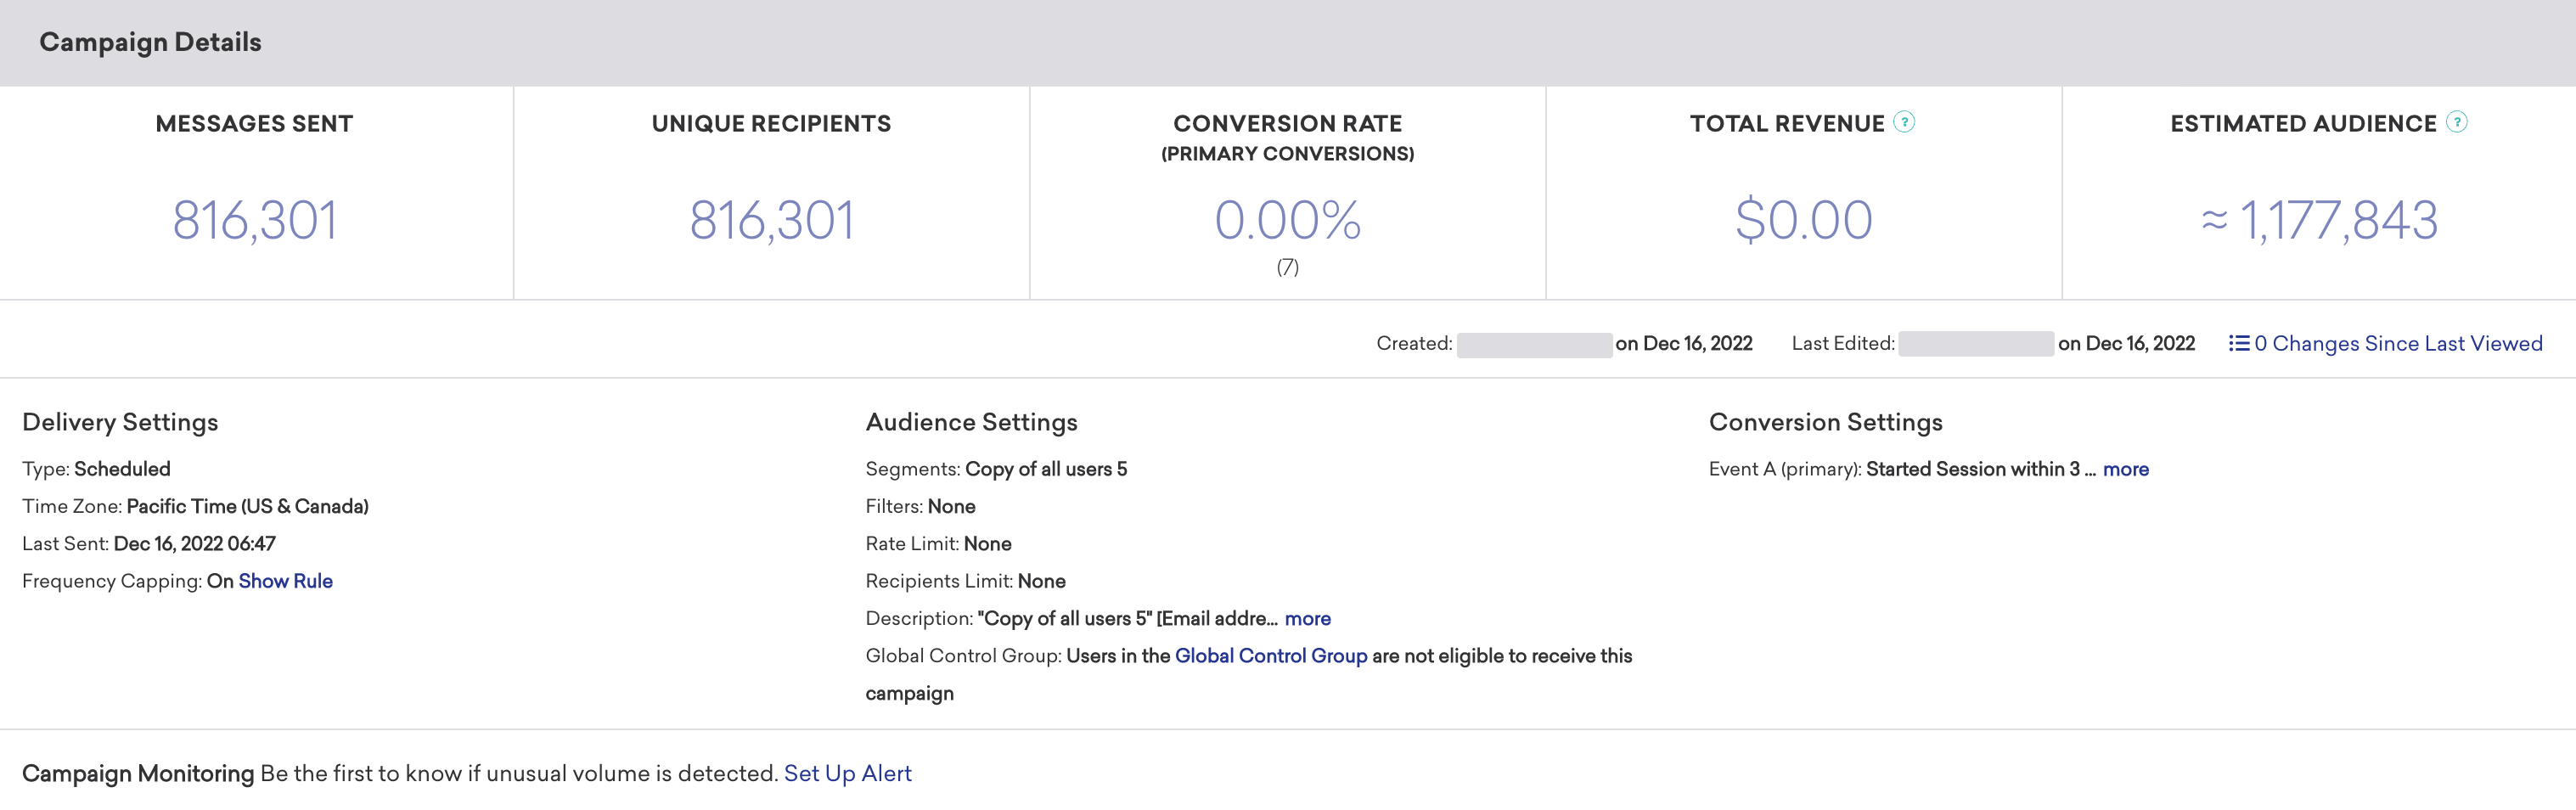 Campaign Details
MESSAGES SENT
816,301
UNIQUE RECIPIENTS
816,301
CONVERSION RATE
(PRIMARY CONVERSIONS)
0.00%
(7)
TOTAL REVENUE ?
$0.00
ESTIMATED AUDIENCE ?
≈ 1,177,843
Created: on Dec 16, 2022 Last Edited: on Dec 16, 2022 0 Changes Since Last Viewed
Delivery Settings
Type: Scheduled
Time Zone: Pacific Time (US & Canada)
Last Sent: Dec 16, 2022 06:47
Frequency Capping: On Show Rule
Audience Settings
Segments: Copy of all users 5
Filters: None
Rate Limit: None
Recipients Limit: None
Description: "Copy of all users 5" [Email addre... more
Global Control Group: Users in the Global Control Group are not eligible to receive this
campaign
Conversion Settings
Event A (primary): Started Session within 3 ... more
Campaign Monitoring Be the first to know if unusual volume is detected. Set Up Alert